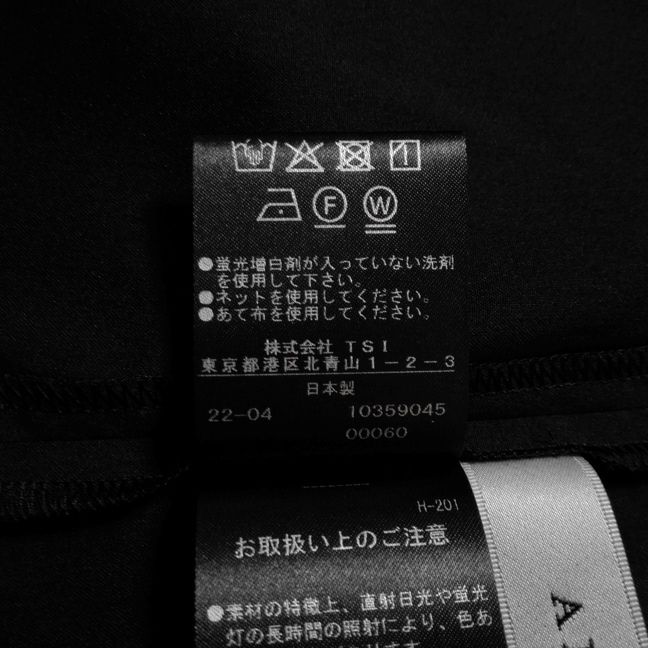 F W
●蛍光増白剤が入っていない洗剤
を使用して下さい。
●ネットを使用してください。
●あて布を使用してください。
株式会社 TSI
東京都港区北青山1-2-3
日本製
22-04 10359045
00060
H-201
お取扱い上のご注意
●素材の特徴上、直射日光や蛍光
灯の長時間の照射により、色あ
A